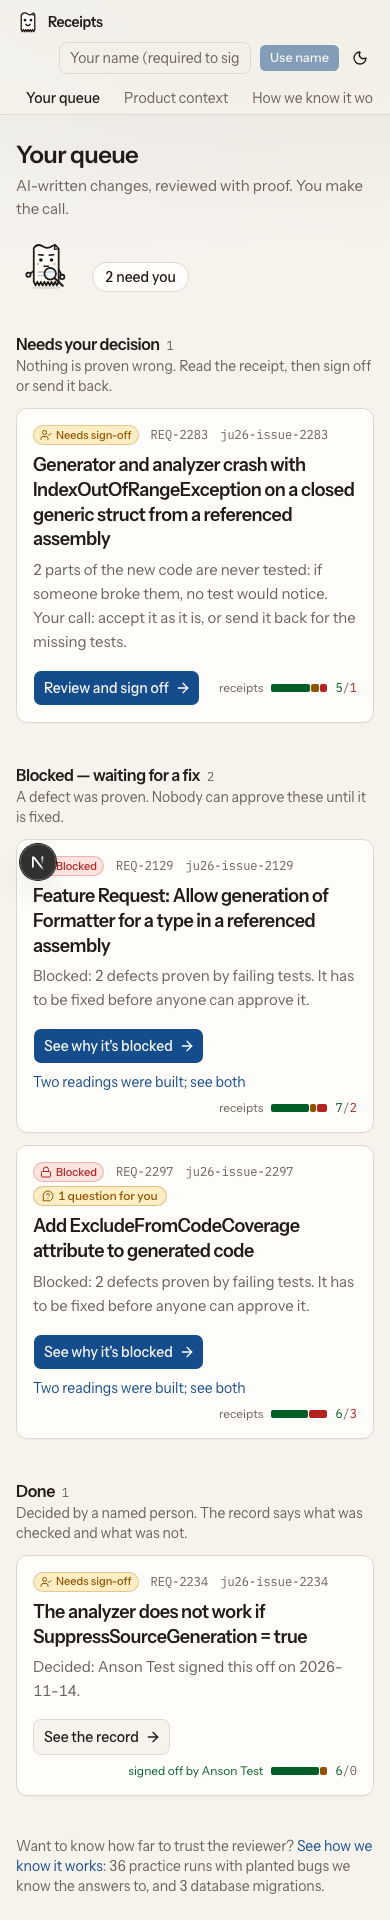 Receipts
Your name (required to sig
Use name
Your queue Product context How we know it wo
Your queue
AI-written changes, reviewed with proof. You make
the call.
2 need you
Needs your decision 1
Nothing is proven wrong. Read the receipt, then sign off
or send it back.
Needs sign-off REQ-2283 ju26-issue-2283
Generator and analyzer crash with
IndexOutOfRangeException on a closed
generic struct from a referenced
assembly
2 parts of the new code are never tested: if
someone broke them, no test would notice.
Your call: accept it as it is, or send it back for the
missing tests.
Review and sign off → receipts 5/1
Blocked — waiting for a fix 2
A defect was proven. Nobody can approve these until it
is fixed.
N
Blocked REQ-2129 ju26-issue-2129
Feature Request: Allow generation of
Formatter for a type in a referenced
assembly
Blocked: 2 defects proven by failing tests. It has
to be fixed before anyone can approve it.
See why it's blocked →
Two readings were built; see both
receipts 7/2
Blocked REQ-2297 ju26-issue-2297
1 question for you
Add ExcludeFromCodeCoverage
attribute to generated code
Blocked: 2 defects proven by failing tests. It has
to be fixed before anyone can approve it.
See why it's blocked →
Two readings were built; see both
receipts 6/3
Done 1
Decided by a named person. The record says what was
checked and what was not.
Needs sign-off REQ-2234 ju26-issue-2234
The analyzer does not work if
SuppressSourceGeneration = true
Decided: Anson Test signed this off on 2026-
11-14.
See the record →
signed off by Anson Test 6/0
Want to know how far to trust the reviewer? See how we
know it works: 36 practice runs with planted bugs we
know the answers to, and 3 database migrations.